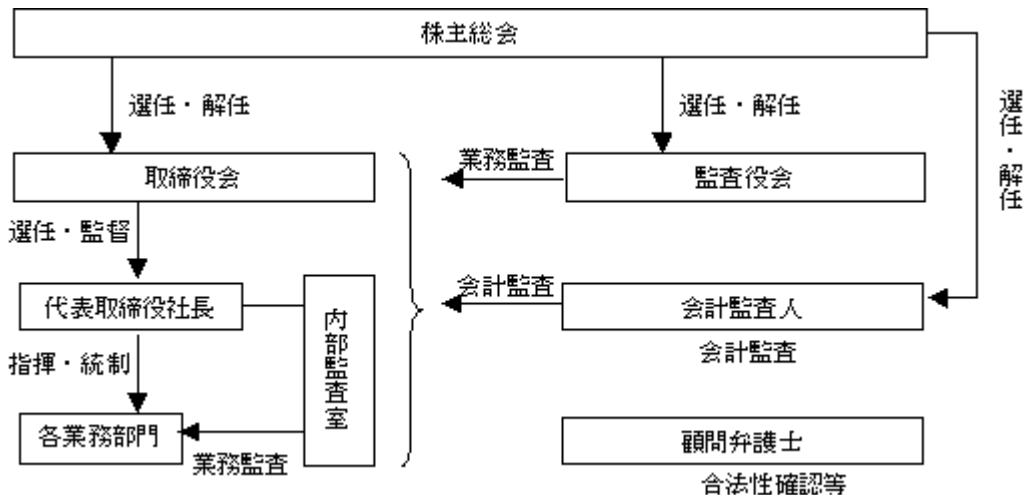 株主総会
選任・解任
選任・解任
選任・解任
取締役会
業務監査
監査役会
選任・監督
代表取締役社長
内部監査室
会計監査
会計監査人
会計監査
指揮・統制
各業務部門
業務監査
顧問弁護士
合法性確認等